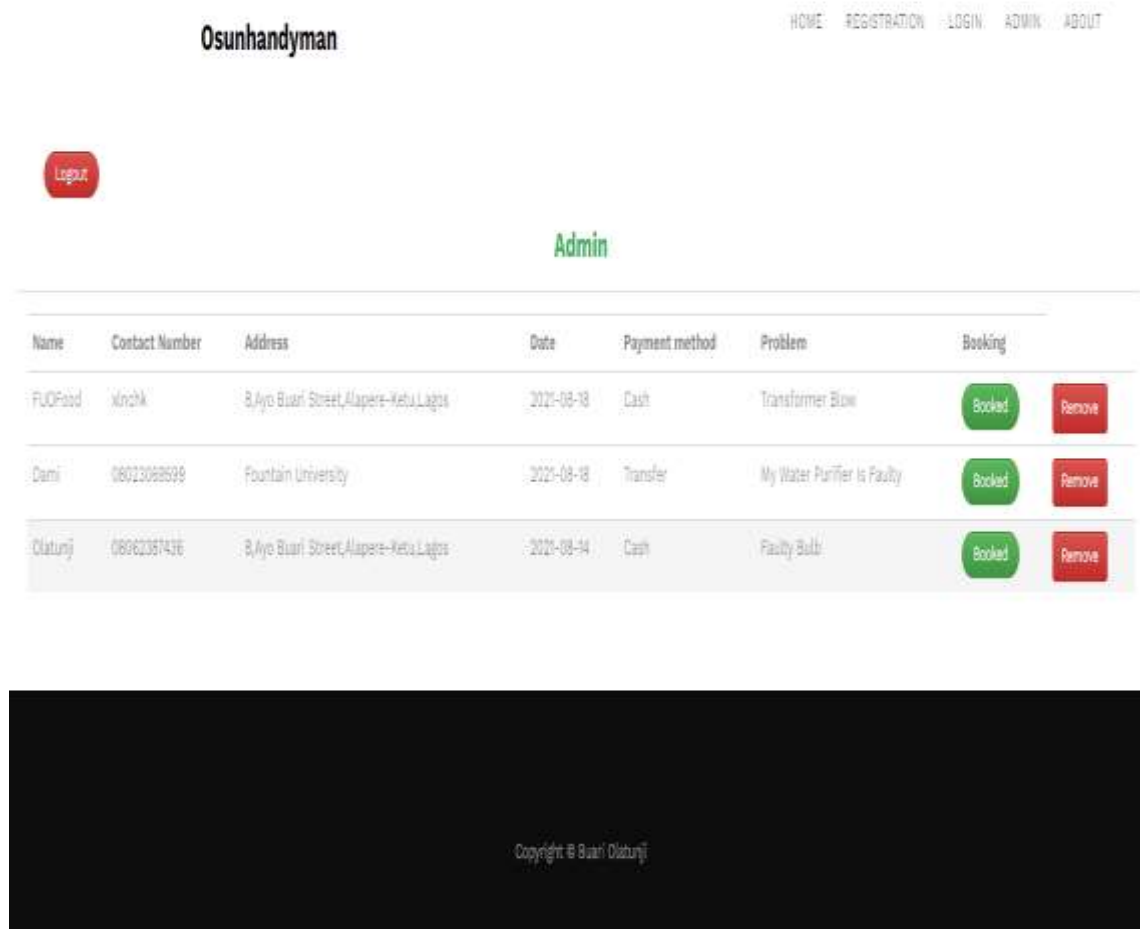 Osunhandyman
HOME REGISTRATION LOGIN ADMIN ABOUT
Logout
Admin
Name Contact Number Address Date Payment method Problem Booking
FUOFood 8,Ayo Buari Street,Alapere-Ketu,Lagos 2021-08-18 Cash Transformer Blow Booked Remove
Dami Fountain University 2021-08-18 Transfer My Water Purifier is Faulty Booked Remove
Olatunji 08062387436 8,Ayo Buari Street,Alapere-Ketu,Lagos 2021-08-14 Cash Faulty Bulb Booked Remove
Copyright © Buari Olatunji